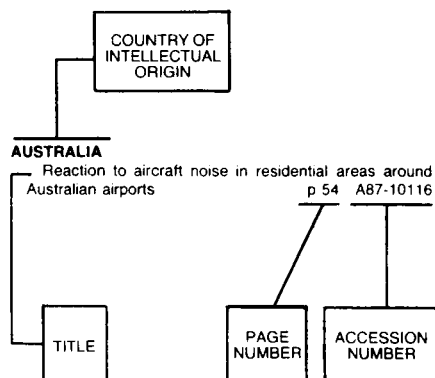 COUNTRY OF
INTELLECTUAL
ORIGIN
AUSTRALIA
Reaction to aircraft noise in residential areas around
Australian airports p 54 A87-10116
TITLE
PAGE
NUMBER
ACCESSION
NUMBER